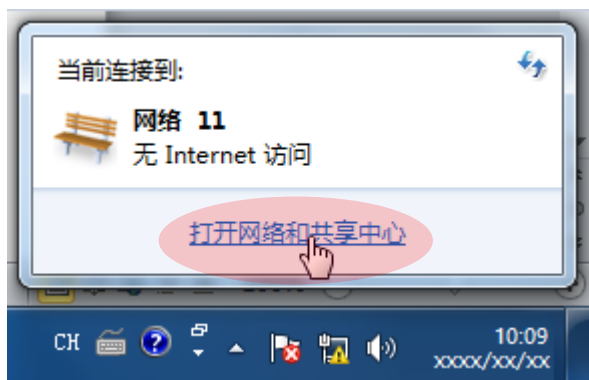 当前连接到:
网络 11
无 Internet 访问
打开网络和共享中心
CH
10:09
xxxx/xx/xx